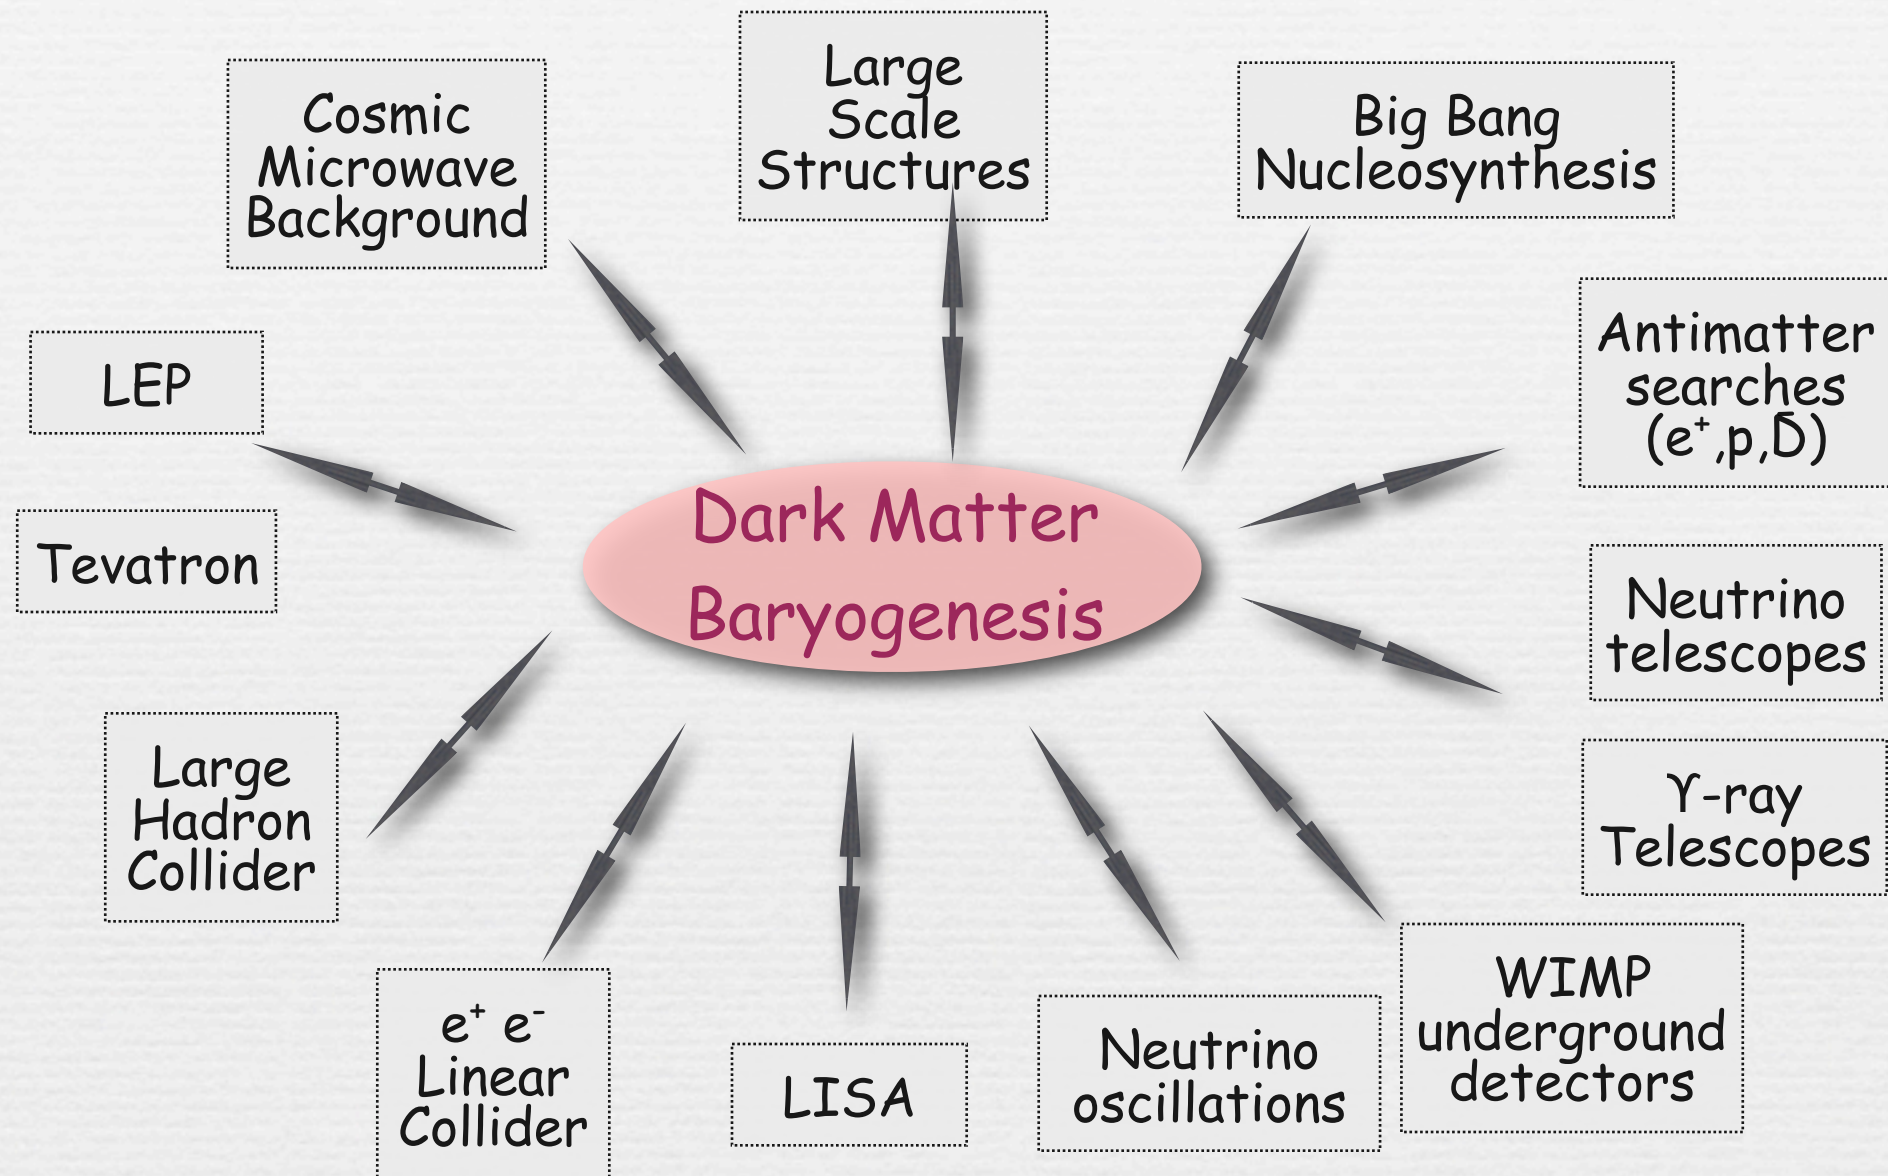 Large
Scale
Structures
Cosmic
Microwave
Background
Big Bang
Nucleosynthesis
Antimatter
searches
(e⁺,p,D̄)
LEP
Tevatron
Dark Matter
Baryogenesis
Neutrino
telescopes
Large
Hadron
Collider
ϒ-ray
Telescopes
WIMP
underground
detectors
e⁺ e⁻
Linear
Collider
LISA
Neutrino
oscillations